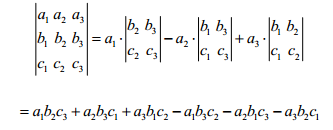 | a₁ a₂ a₃ |
| b₁ b₂ b₃ | = a₁ · | b₂ b₃ | − a₂ · | b₁ b₃ | + a₃ · | b₁ b₂ |
| c₁ c₂ c₃ | | c₂ c₃ | | c₁ c₃ | | c₁ c₂ |
= a₁b₂c₃ + a₂b₃c₁ + a₃b₁c₂ − a₁b₃c₂ − a₂b₁c₃ − a₃b₂c₁